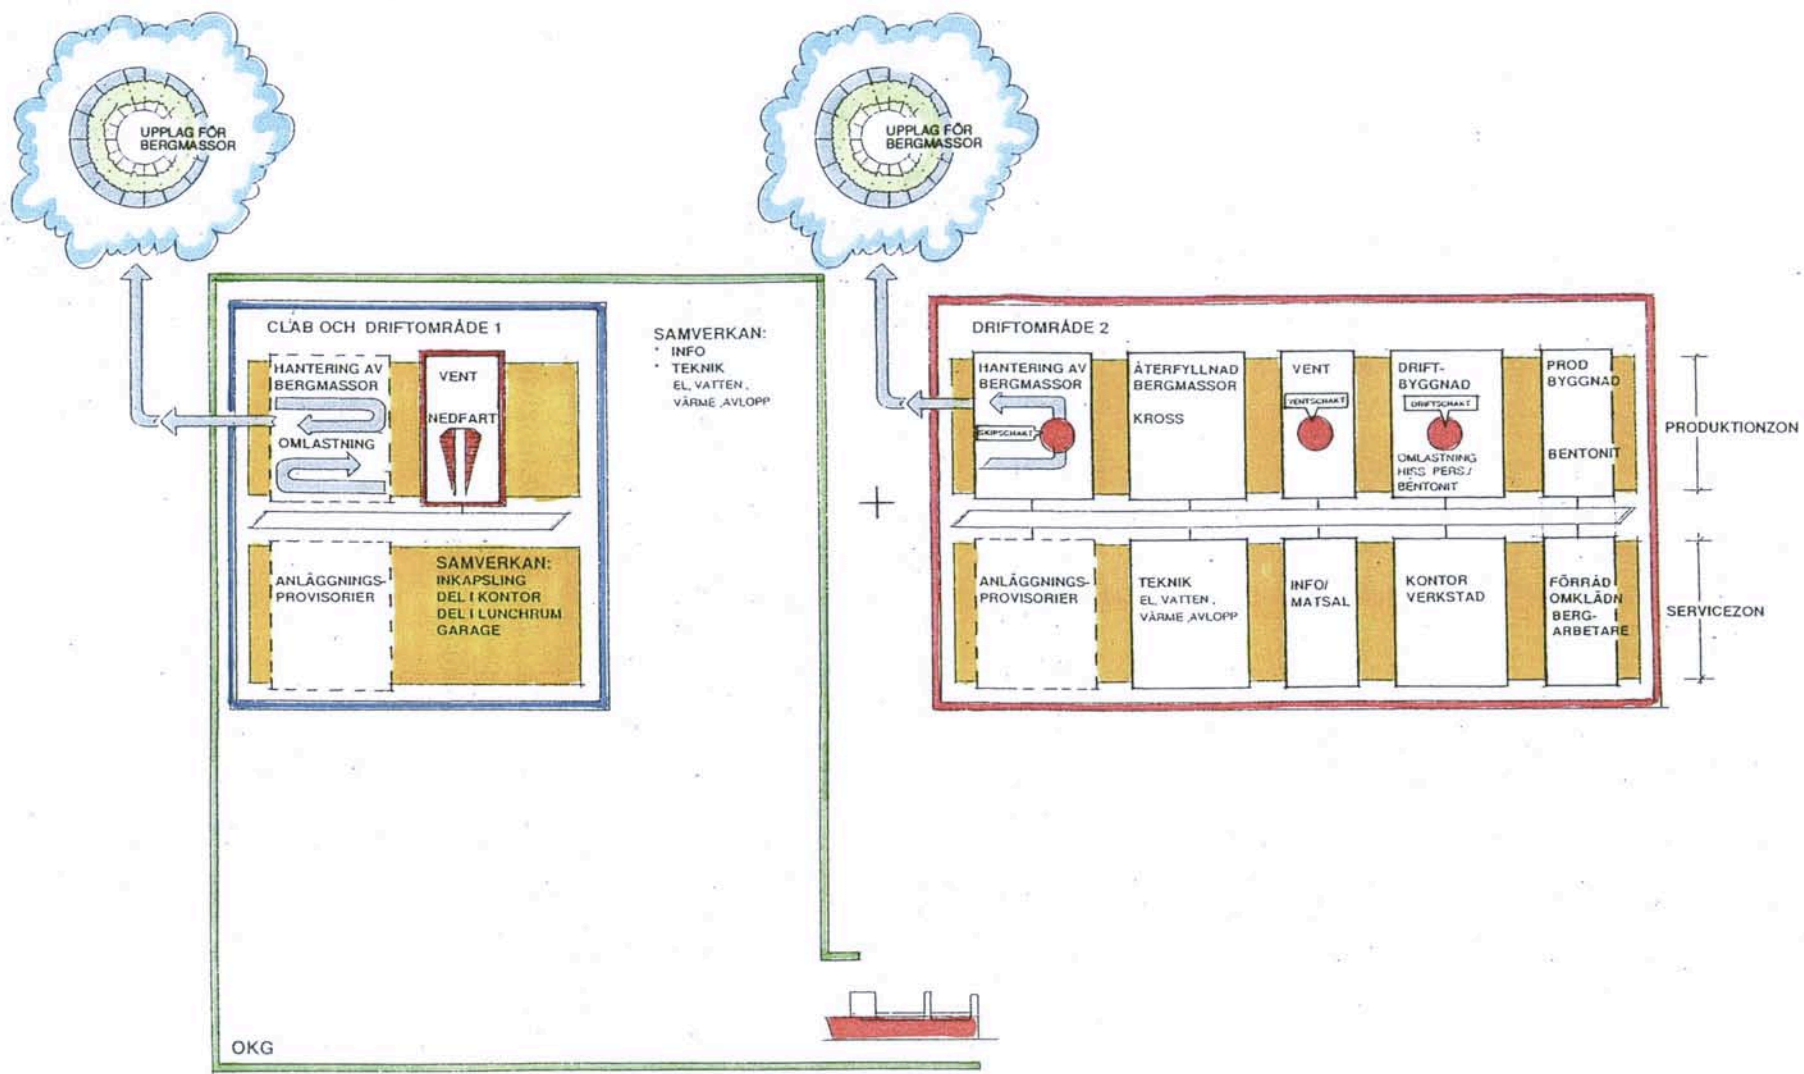 UPPLAG FÖR
BERGMASSOR
UPPLAG FÖR
BERGMASSOR
CLAB OCH DRIFTOMRÅDE 1
HANTERING AV
BERGMASSOR
OMLASTNING
VENT
NEDFART
ANLÄGGNINGS-
PROVISORIER
SAMVERKAN:
INKAPSLING
DEL I KONTOR
DEL I LUNCHRUM
GARAGE
SAMVERKAN:
* INFO
* TEKNIK
EL, VATTEN,
VÄRME, AVLOPP
OKG
+
DRIFTOMRÅDE 2
HANTERING AV
BERGMASSOR
SKIPSCHAKT
ÅTERFYLLNAD
BERGMASSOR
KROSS
VENT
VENTSCHAKT
DRIFT-
BYGGNAD
DRIFTSCHAKT
OMLASTNING
HISS PERS/
BENTONIT
PROD
BYGGNAD
BENTONIT
PRODUKTIONZON
ANLÄGGNINGS-
PROVISORIER
TEKNIK
EL, VATTEN,
VÄRME, AVLOPP
INFO/
MATSAL
KONTOR
VERKSTAD
FÖRRÅD
OMKLÄDN
BERG-
ARBETARE
SERVICEZON